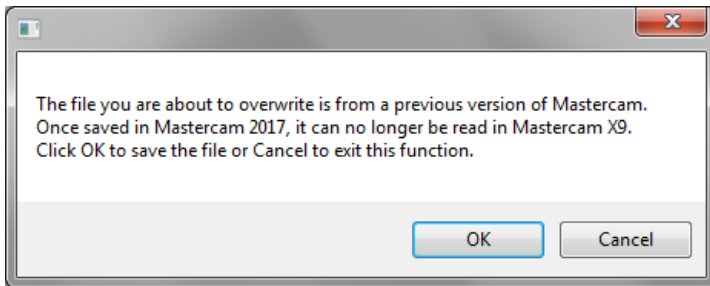 The file you are about to overwrite is from a previous version of Mastercam.
Once saved in Mastercam 2017, it can no longer be read in Mastercam X9.
Click OK to save the file or Cancel to exit this function.
OK
Cancel